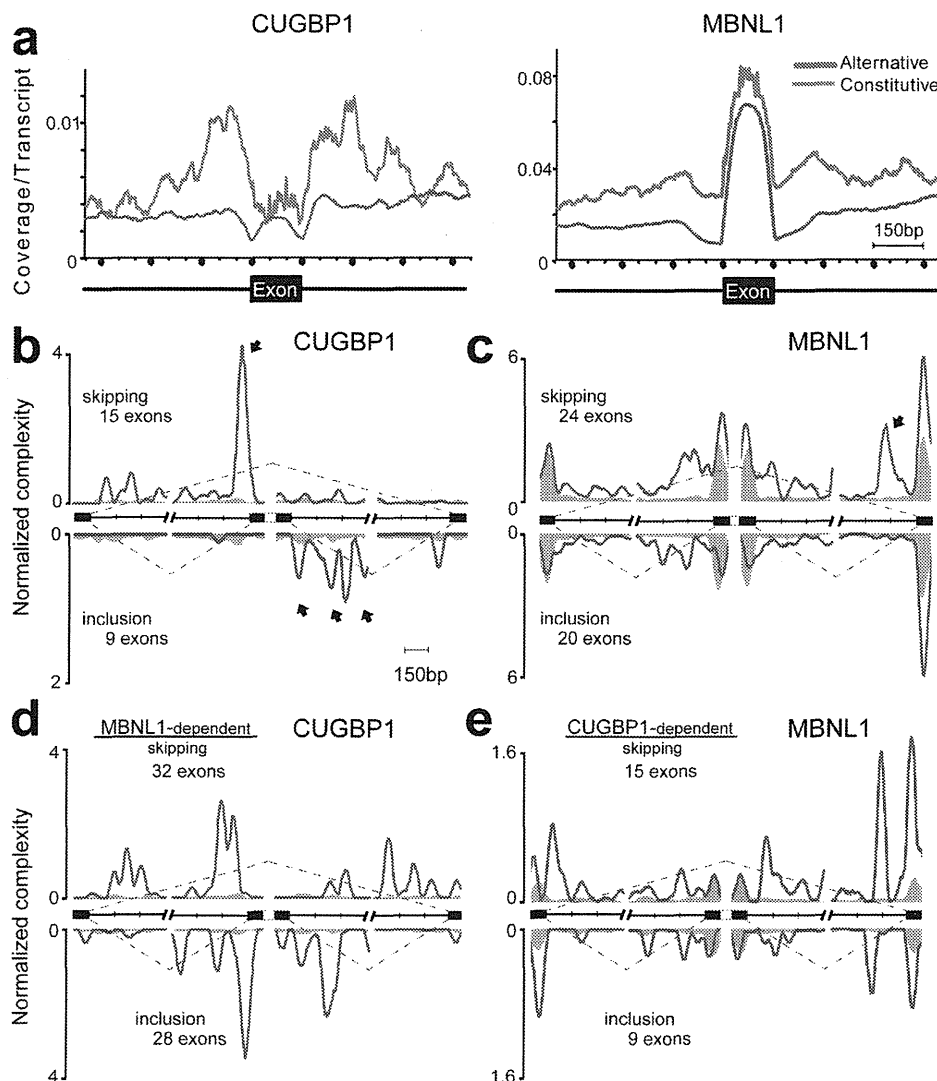 a
CUGBP1
MBNL1
Coverage/Transcript
0.01
0
Exon
0.08
0.04
0
Alternative
Constitutive
150bp
Exon
b
CUGBP1
Normalized complexity
4
skipping
15 exons
0
0
inclusion
9 exons
150bp
2
c
MBNL1
6
skipping
24 exons
0
0
inclusion
20 exons
6
d
MBNL1-dependent
CUGBP1
Normalized complexity
4
skipping
32 exons
0
0
inclusion
28 exons
4
e
CUGBP1-dependent
MBNL1
1.6
skipping
15 exons
0
0
inclusion
9 exons
1.6